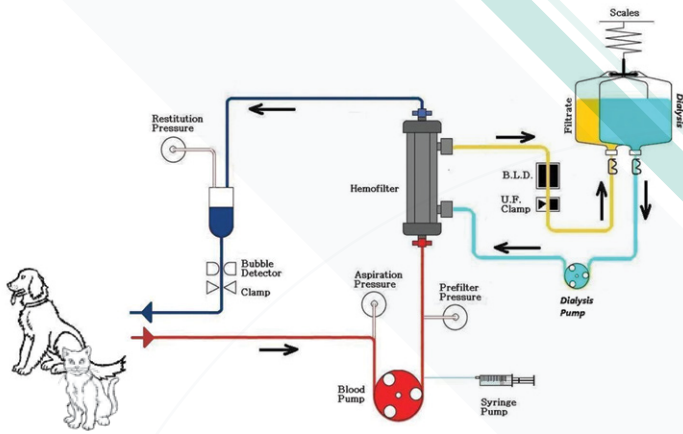 Scales
Restitution
Pressure
Filtrate
Dialysis
B.L.D.
U.F.
Clamp
Hemofilter
Bubble
Detector
Clamp
Aspiration
Pressure
Prefilter
Pressure
Dialysis
Pump
Blood
Pump
Syringe
Pump